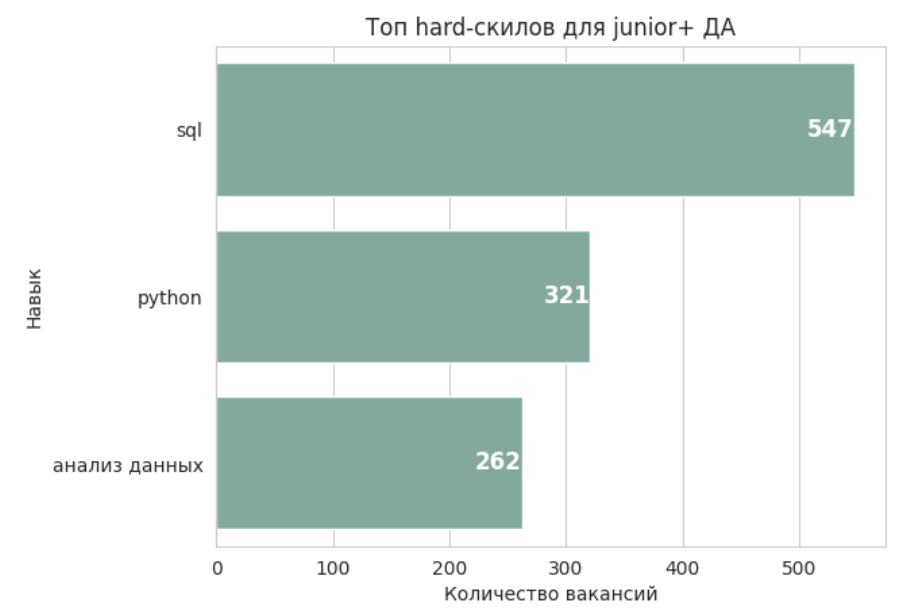 Топ hard-скилов для junior+ ДА
Навык
sql
547
python
321
анализ данных
262
0 100 200 300 400 500
Количество вакансий